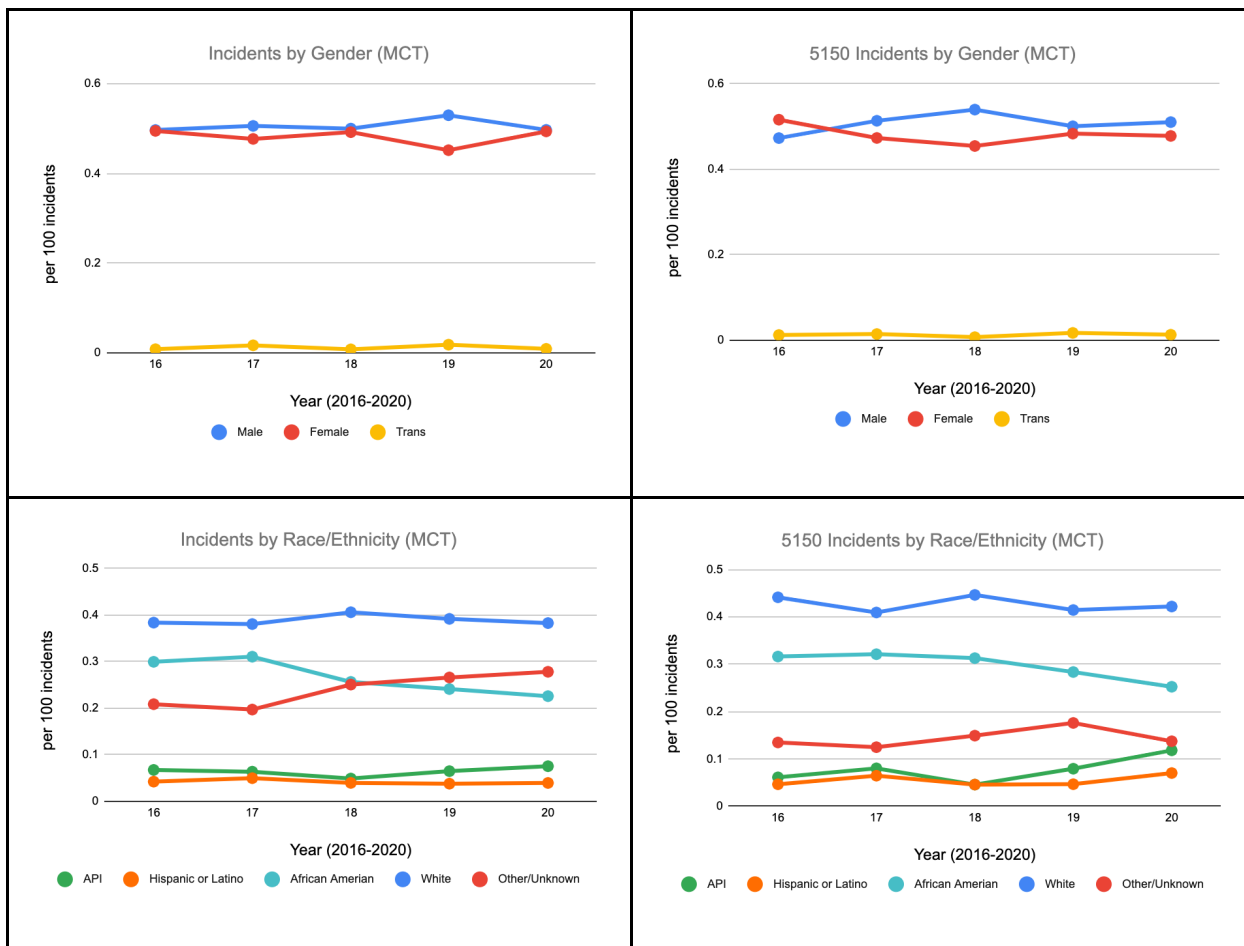 Incidents by Gender (MCT)
0.6
0.4
0.2
0
per 100 incidents
16 17 18 19 20
Year (2016-2020)
Male Female Trans
5150 Incidents by Gender (MCT)
0.6
0.4
0.2
0
per 100 incidents
16 17 18 19 20
Year (2016-2020)
Male Female Trans
Incidents by Race/Ethnicity (MCT)
0.5
0.4
0.3
0.2
0.1
0
per 100 incidents
16 17 18 19 20
Year (2016-2020)
API Hispanic or Latino African Amerian White Other/Unknown
5150 Incidents by Race/Ethnicity (MCT)
0.5
0.4
0.3
0.2
0.1
0
per 100 incidents
16 17 18 19 20
Year (2016-2020)
API Hispanic or Latino African Amerian White Other/Unknown